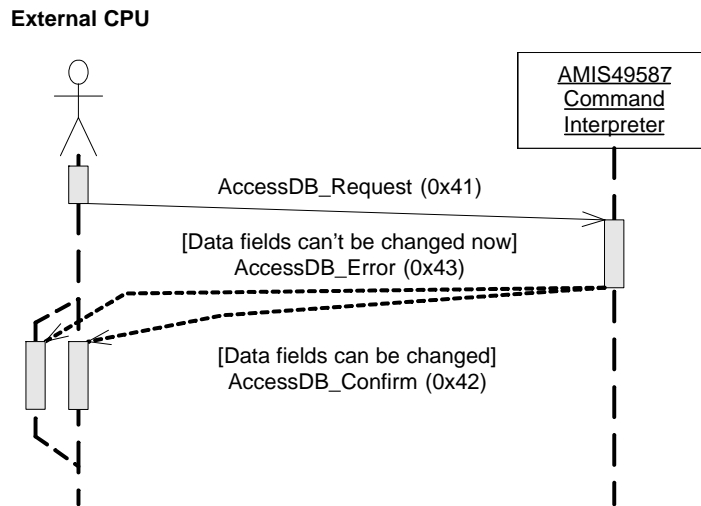 External CPU
AMIS49587
Command
Interpreter
AccessDB_Request (0x41)
[Data fields can't be changed now]
AccessDB_Error (0x43)
[Data fields can be changed]
AccessDB_Confirm (0x42)